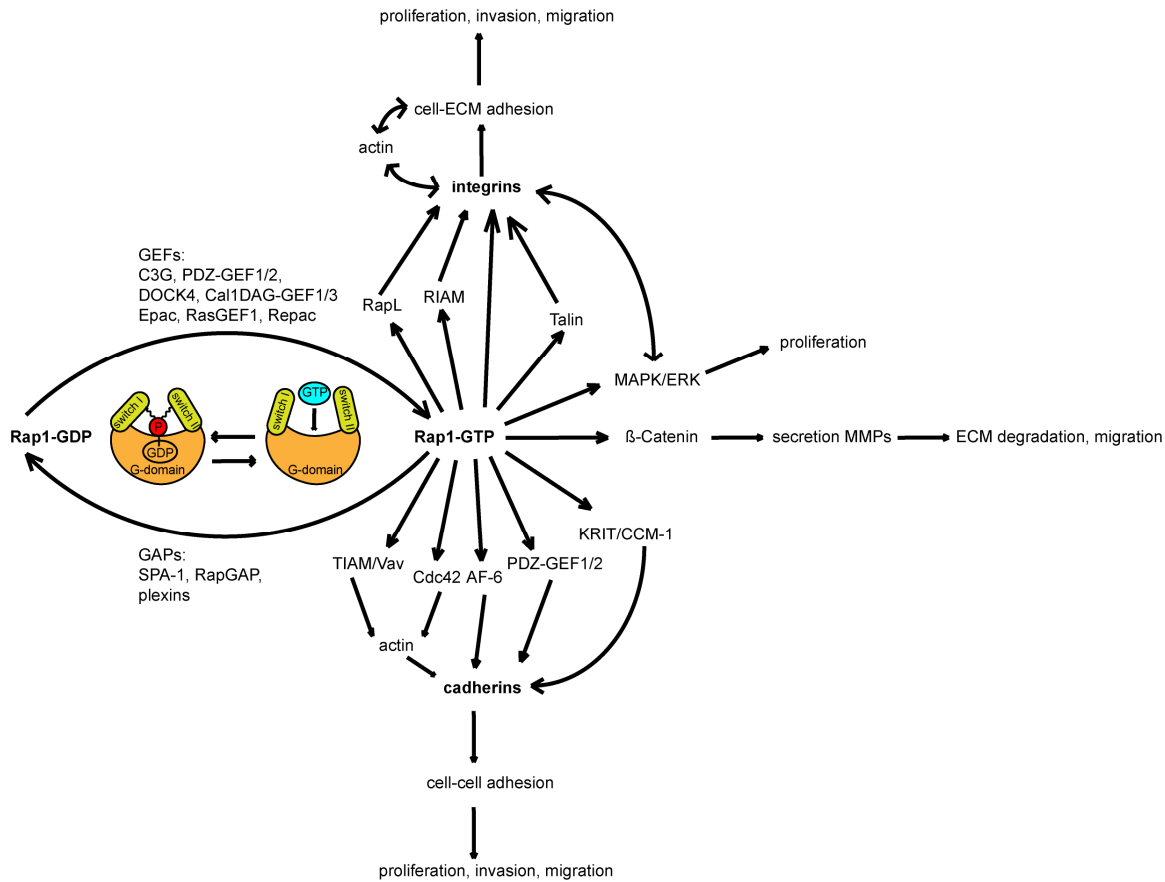 proliferation, invasion, migration
cell-ECM adhesion
actin
integrins
GEFs:
C3G, PDZ-GEF1/2,
DOCK4, Cal1DAG-GEF1/3
Epac, RasGEF1, Repac
RapL
RIAM
Talin
proliferation
MAPK/ERK
switch I
switch II
P
GDP
G-domain
switch I
GTP
switch II
G-domain
Rap1-GDP
Rap1-GTP
ß-Catenin
secretion MMPs
ECM degradation, migration
KRIT/CCM-1
GAPs:
SPA-1, RapGAP,
plexins
TIAM/Vav
Cdc42
AF-6
PDZ-GEF1/2
actin
cadherins
cell-cell adhesion
proliferation, invasion, migration